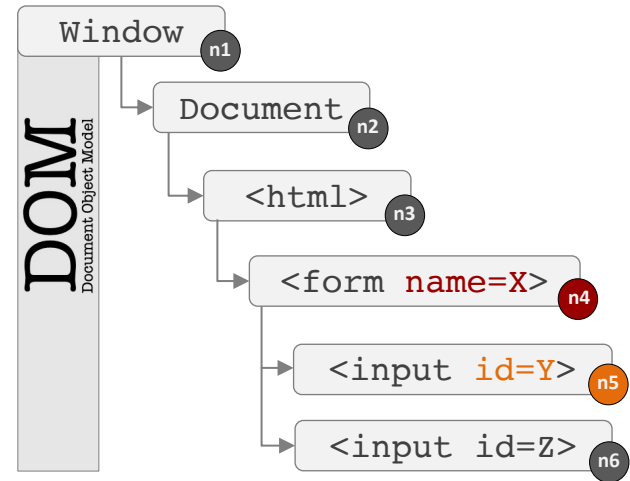 Window
n1
Document
n2
DOM
Document Object Model
<html>
n3
<form name=X>
n4
<input id=Y>
n5
<input id=Z>
n6